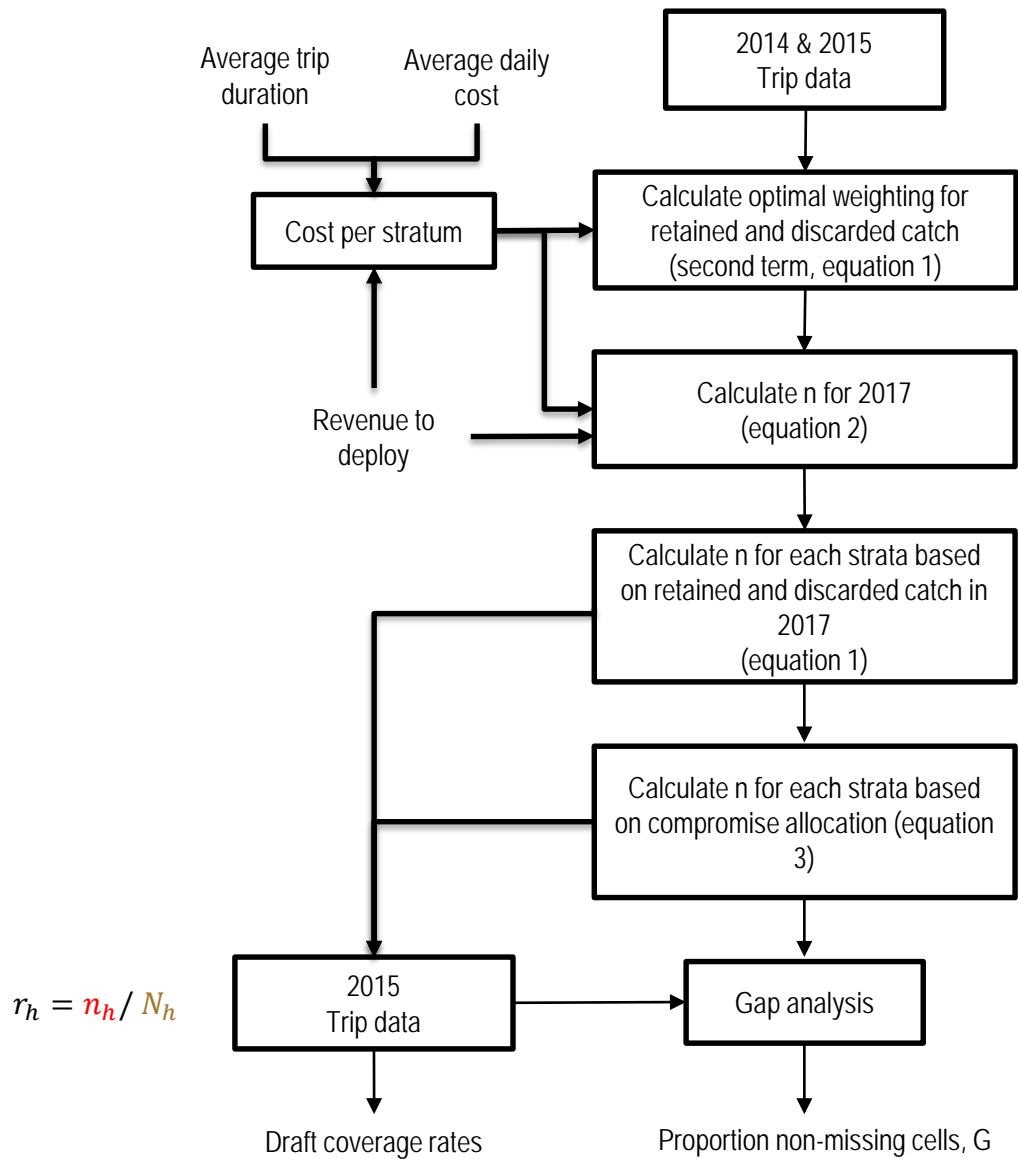 2014 & 2015
Trip data
Average trip
duration
Average daily
cost
Calculate optimal weighting for
retained and discarded catch
(second term, equation 1)
Cost per stratum
Calculate n for 2017
(equation 2)
Revenue to
deploy
Calculate n for each strata based
on retained and discarded catch in
2017
(equation 1)
Calculate n for each strata based
on compromise allocation (equation
3)
r_h = n_h / N_h
2015
Trip data
Gap analysis
Draft coverage rates
Proportion non-missing cells, G